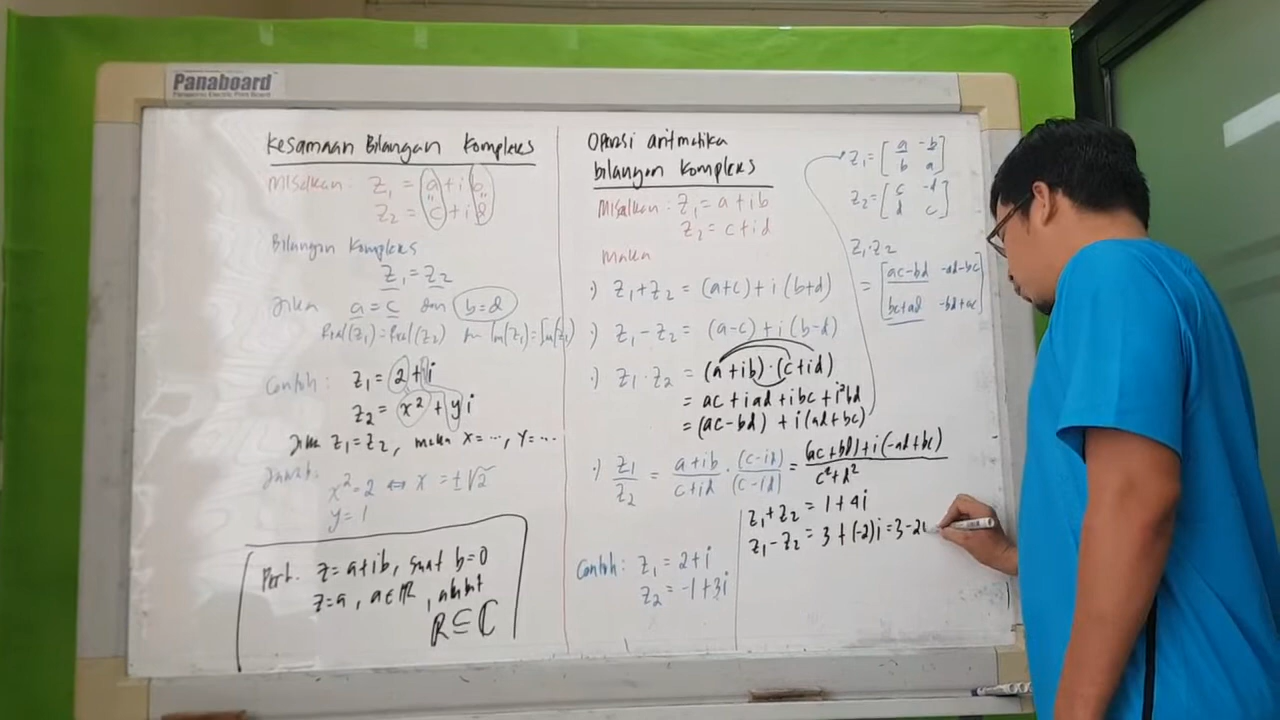 Panaboard
Panasonic Electric Print Board
Kesamaan Bilangan Kompleks
Misalkan: z₁ = a + ib
z₂ = c + id
Bilangan Kompleks
z₁ = z₂
Jika a = c dan b = d
Real(z₁) = Real(z₂) dan Im(z₁) = Im(z₂)
Contoh: z₁ = 2 + i
z₂ = x² + yi
Jika z₁ = z₂, maka x = ..., y = ...
Jawab:
x² = 2 ⇔ x = ±√2
y = 1
Pert. z = a + ib, saat b = 0
z = a, a ∈ ℝ, akibat
ℝ ⊆ ℂ
Operasi aritmatika
bilangan kompleks
Misalkan: z₁ = a + ib
z₂ = c + id
Maka
·) z₁ + z₂ = (a+c) + i(b+d)
·) z₁ - z₂ = (a-c) + i(b-d)
·) z₁ · z₂ = (a+ib)·(c+id)
= ac + iad + ibc + i²bd
= (ac-bd) + i(ad+bc)
·) z₁/z₂ = (a+ib)/(c+id) · (c-id)/(c-id) = ((ac+bd)+i(-ad+bc))/(c²+d²)
Contoh: z₁ = 2 + i
z₂ = -1 + 3i
z₁ + z₂ = 1 + 4i
z₁ - z₂ = 3 + (-2)i = 3 - 2i
z₁ = [a -b
b a]
z₂ = [c -d
d c]
z₁·z₂
= [ac-bd -ad-bc
bc+ad -bd+ac]